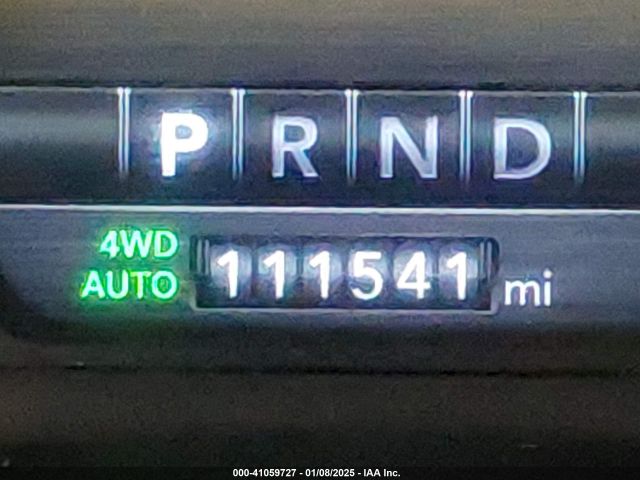 P R N D
4WD
AUTO
111541 mi
000-41059727 - 01/08/2025 - IAA Inc.